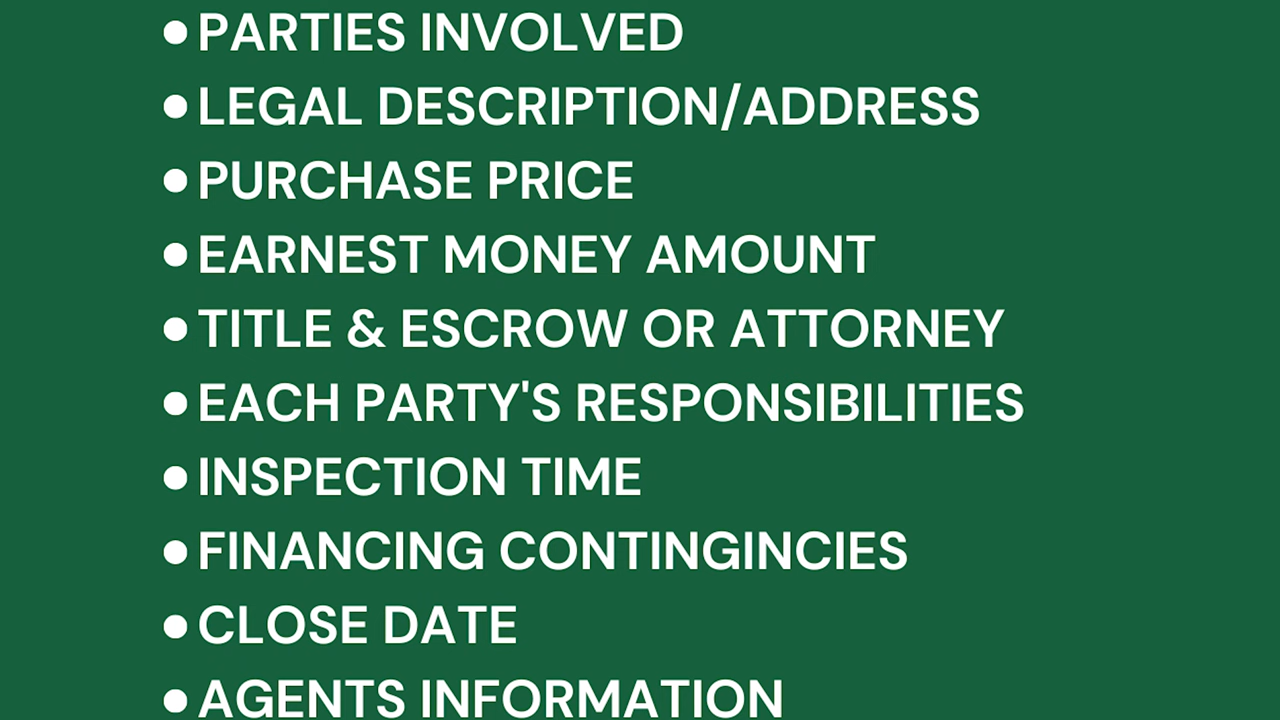 • PARTIES INVOLVED
• LEGAL DESCRIPTION/ADDRESS
• PURCHASE PRICE
• EARNEST MONEY AMOUNT
• TITLE & ESCROW OR ATTORNEY
• EACH PARTY'S RESPONSIBILITIES
• INSPECTION TIME
• FINANCING CONTINGINCIES
• CLOSE DATE
• AGENTS INFORMATION